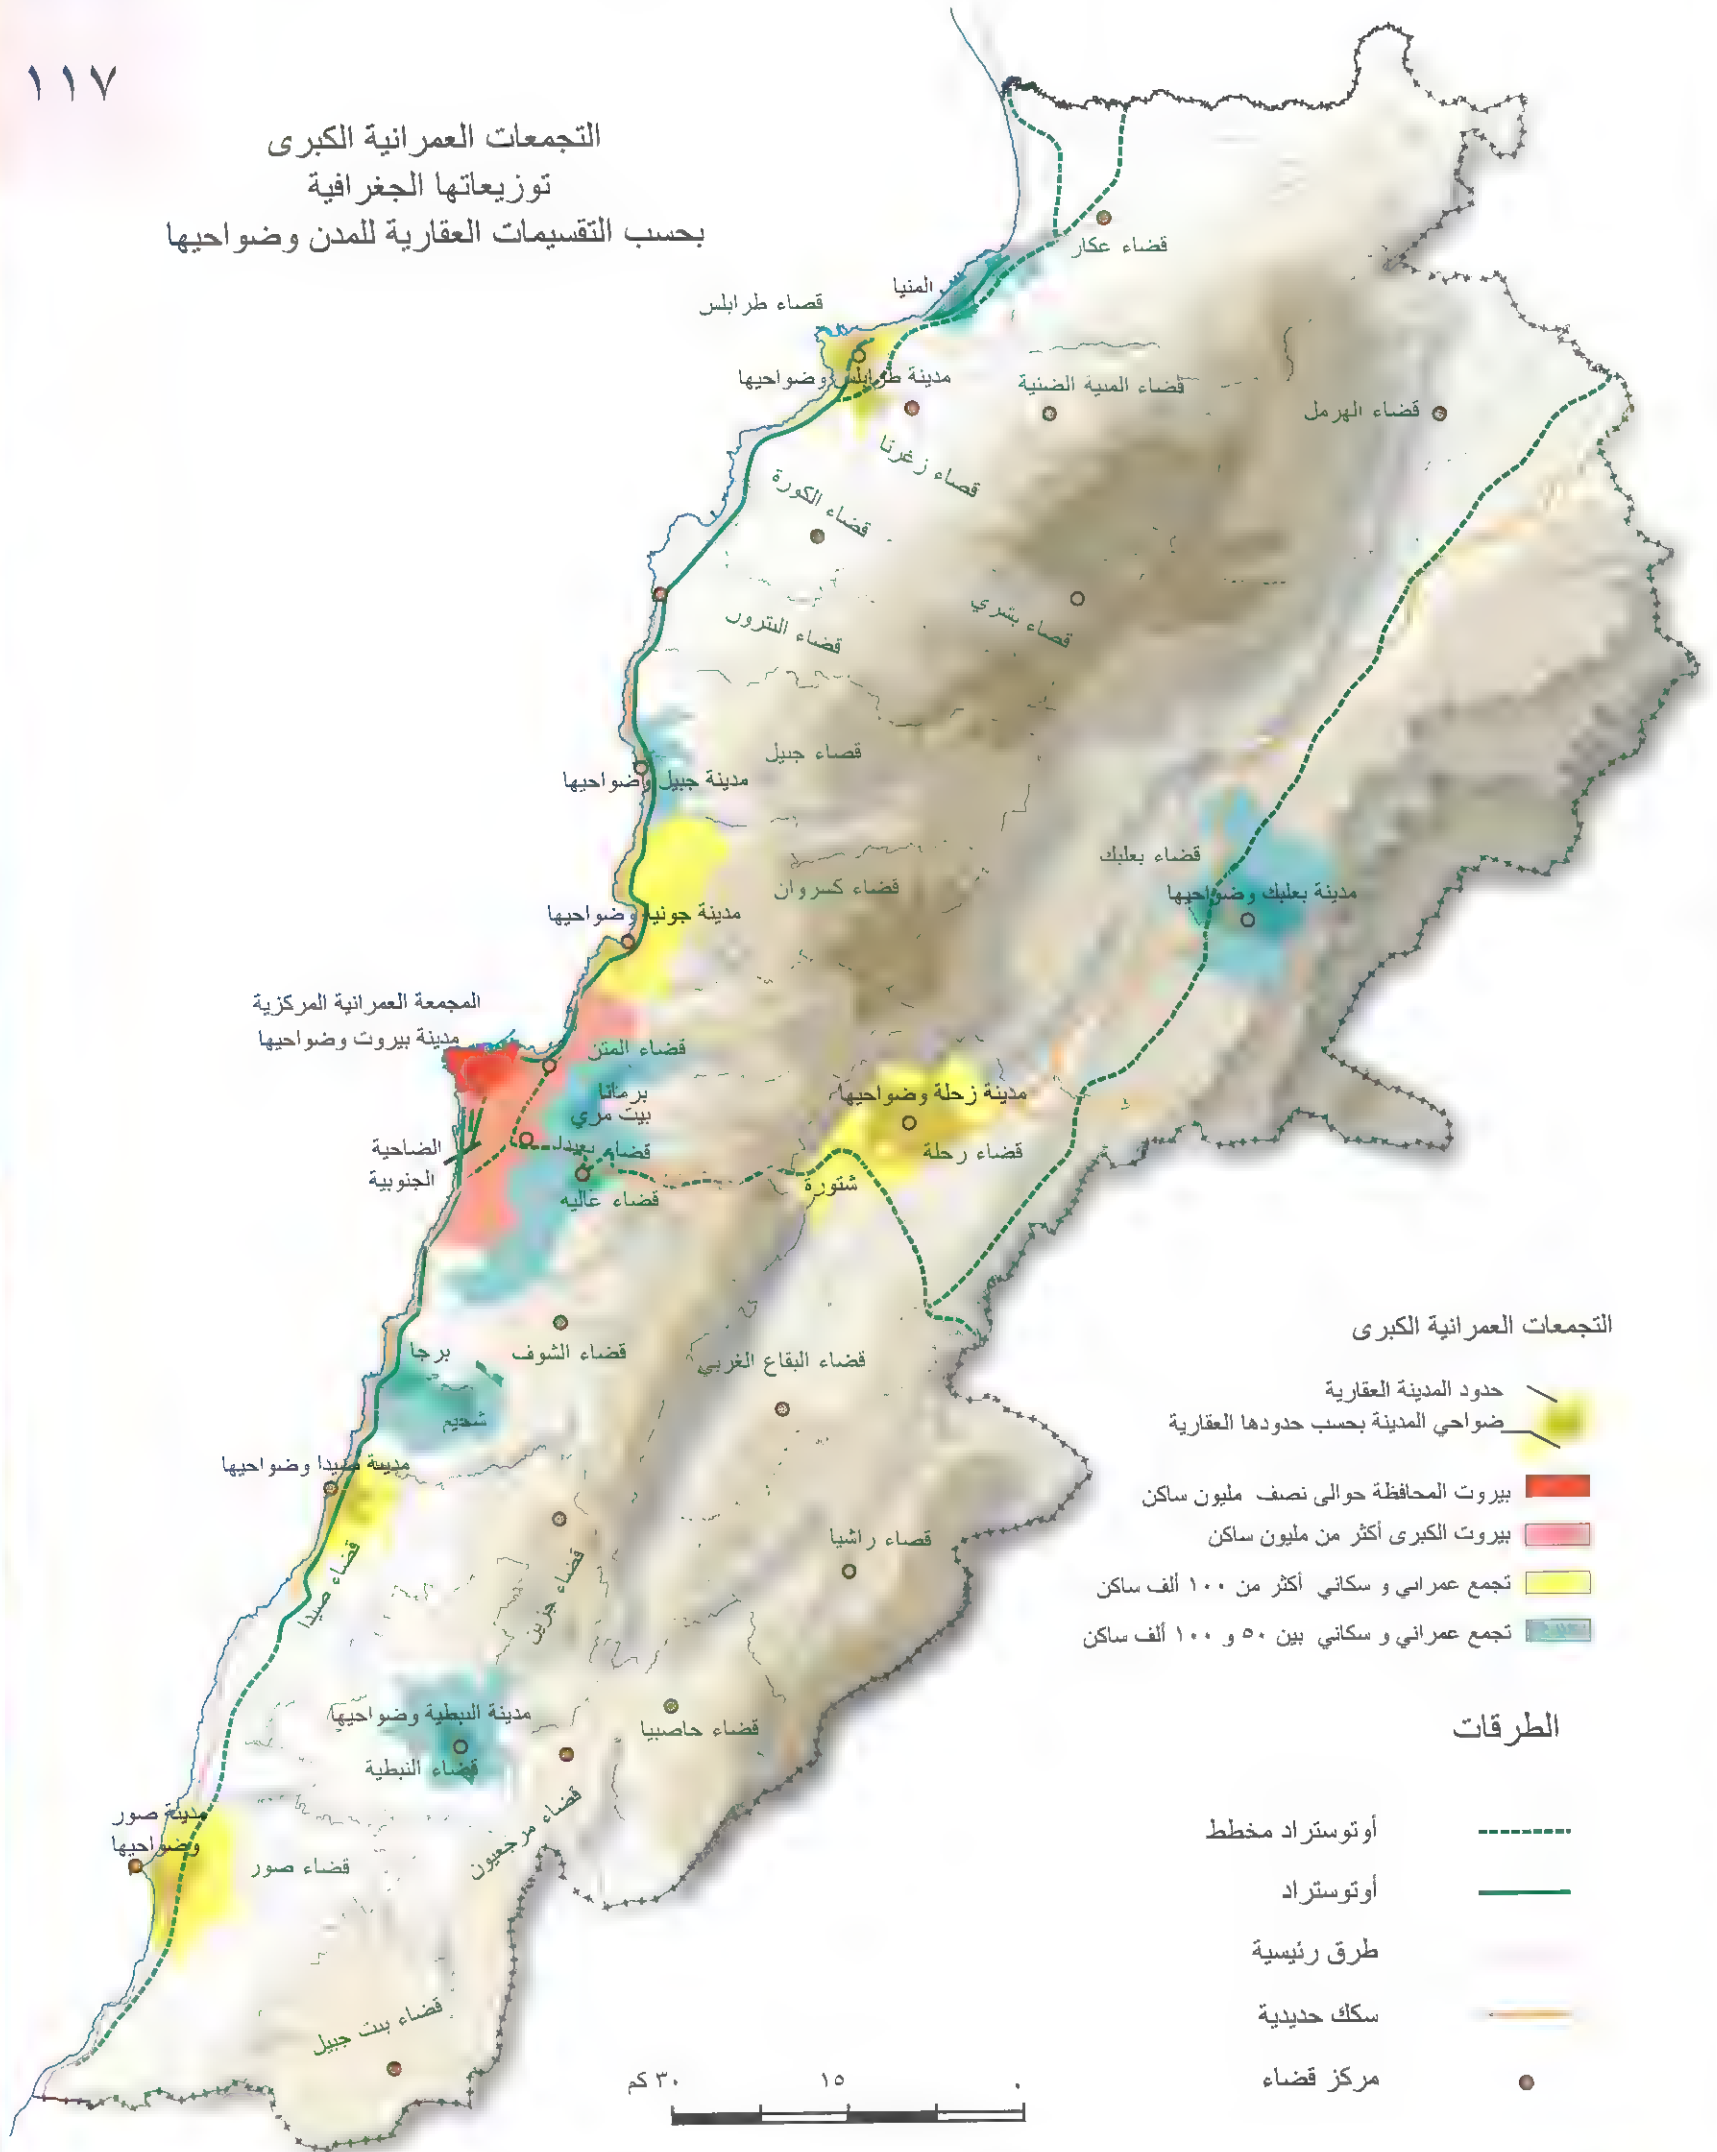 ١١٧
التجمعات العمرانية الكبرى
توزيعاتها الجغرافية
بحسب التقسيمات العقارية للمدن وضواحيها
قضاء عكار
المنيا
قضاء طرابلس
مدينة طرابلس وضواحيها
قضاء المنية الضنية
قضاء الهرمل
قضاء زغرتا
قضاء الكورة
قضاء بشري
قضاء البترون
قضاء جبيل
مدينة جبيل وضواحيها
قضاء بعلبك
مدينة بعلبك وضواحيها
قضاء كسروان
مدينة جونية وضواحيها
المجمعة العمرانية المركزية
مدينة بيروت وضواحيها
قضاء المتن
برمانا
بيت مري
مدينة زحلة وضواحيها
الضاحية
الجنوبية
قضاء بعبدا
قضاء زحلة
شتورة
قضاء عاليه
برجا
قضاء الشوف
قضاء البقاع الغربي
شحيم
مدينة صيدا وضواحيها
قضاء صيدا
قضاء جزين
قضاء راشيا
مدينة النبطية وضواحيها
قضاء النبطية
قضاء حاصبيا
قضاء مرجعيون
مدينة صور
وضواحيها
قضاء صور
قضاء بنت جبيل
التجمعات العمرانية الكبرى
حدود المدينة العقارية
ضواحي المدينة بحسب حدودها العقارية
بيروت المحافظة حوالى نصف مليون ساكن
بيروت الكبرى أكثر من مليون ساكن
تجمع عمراني و سكاني أكثر من ١٠٠ ألف ساكن
تجمع عمراني و سكاني بين ٥٠ و ١٠٠ ألف ساكن
الطرقات
أوتوستراد مخطط
أوتوستراد
طرق رئيسية
سكك حديدية
مركز قضاء
٠ ١٥ ٣٠ كم